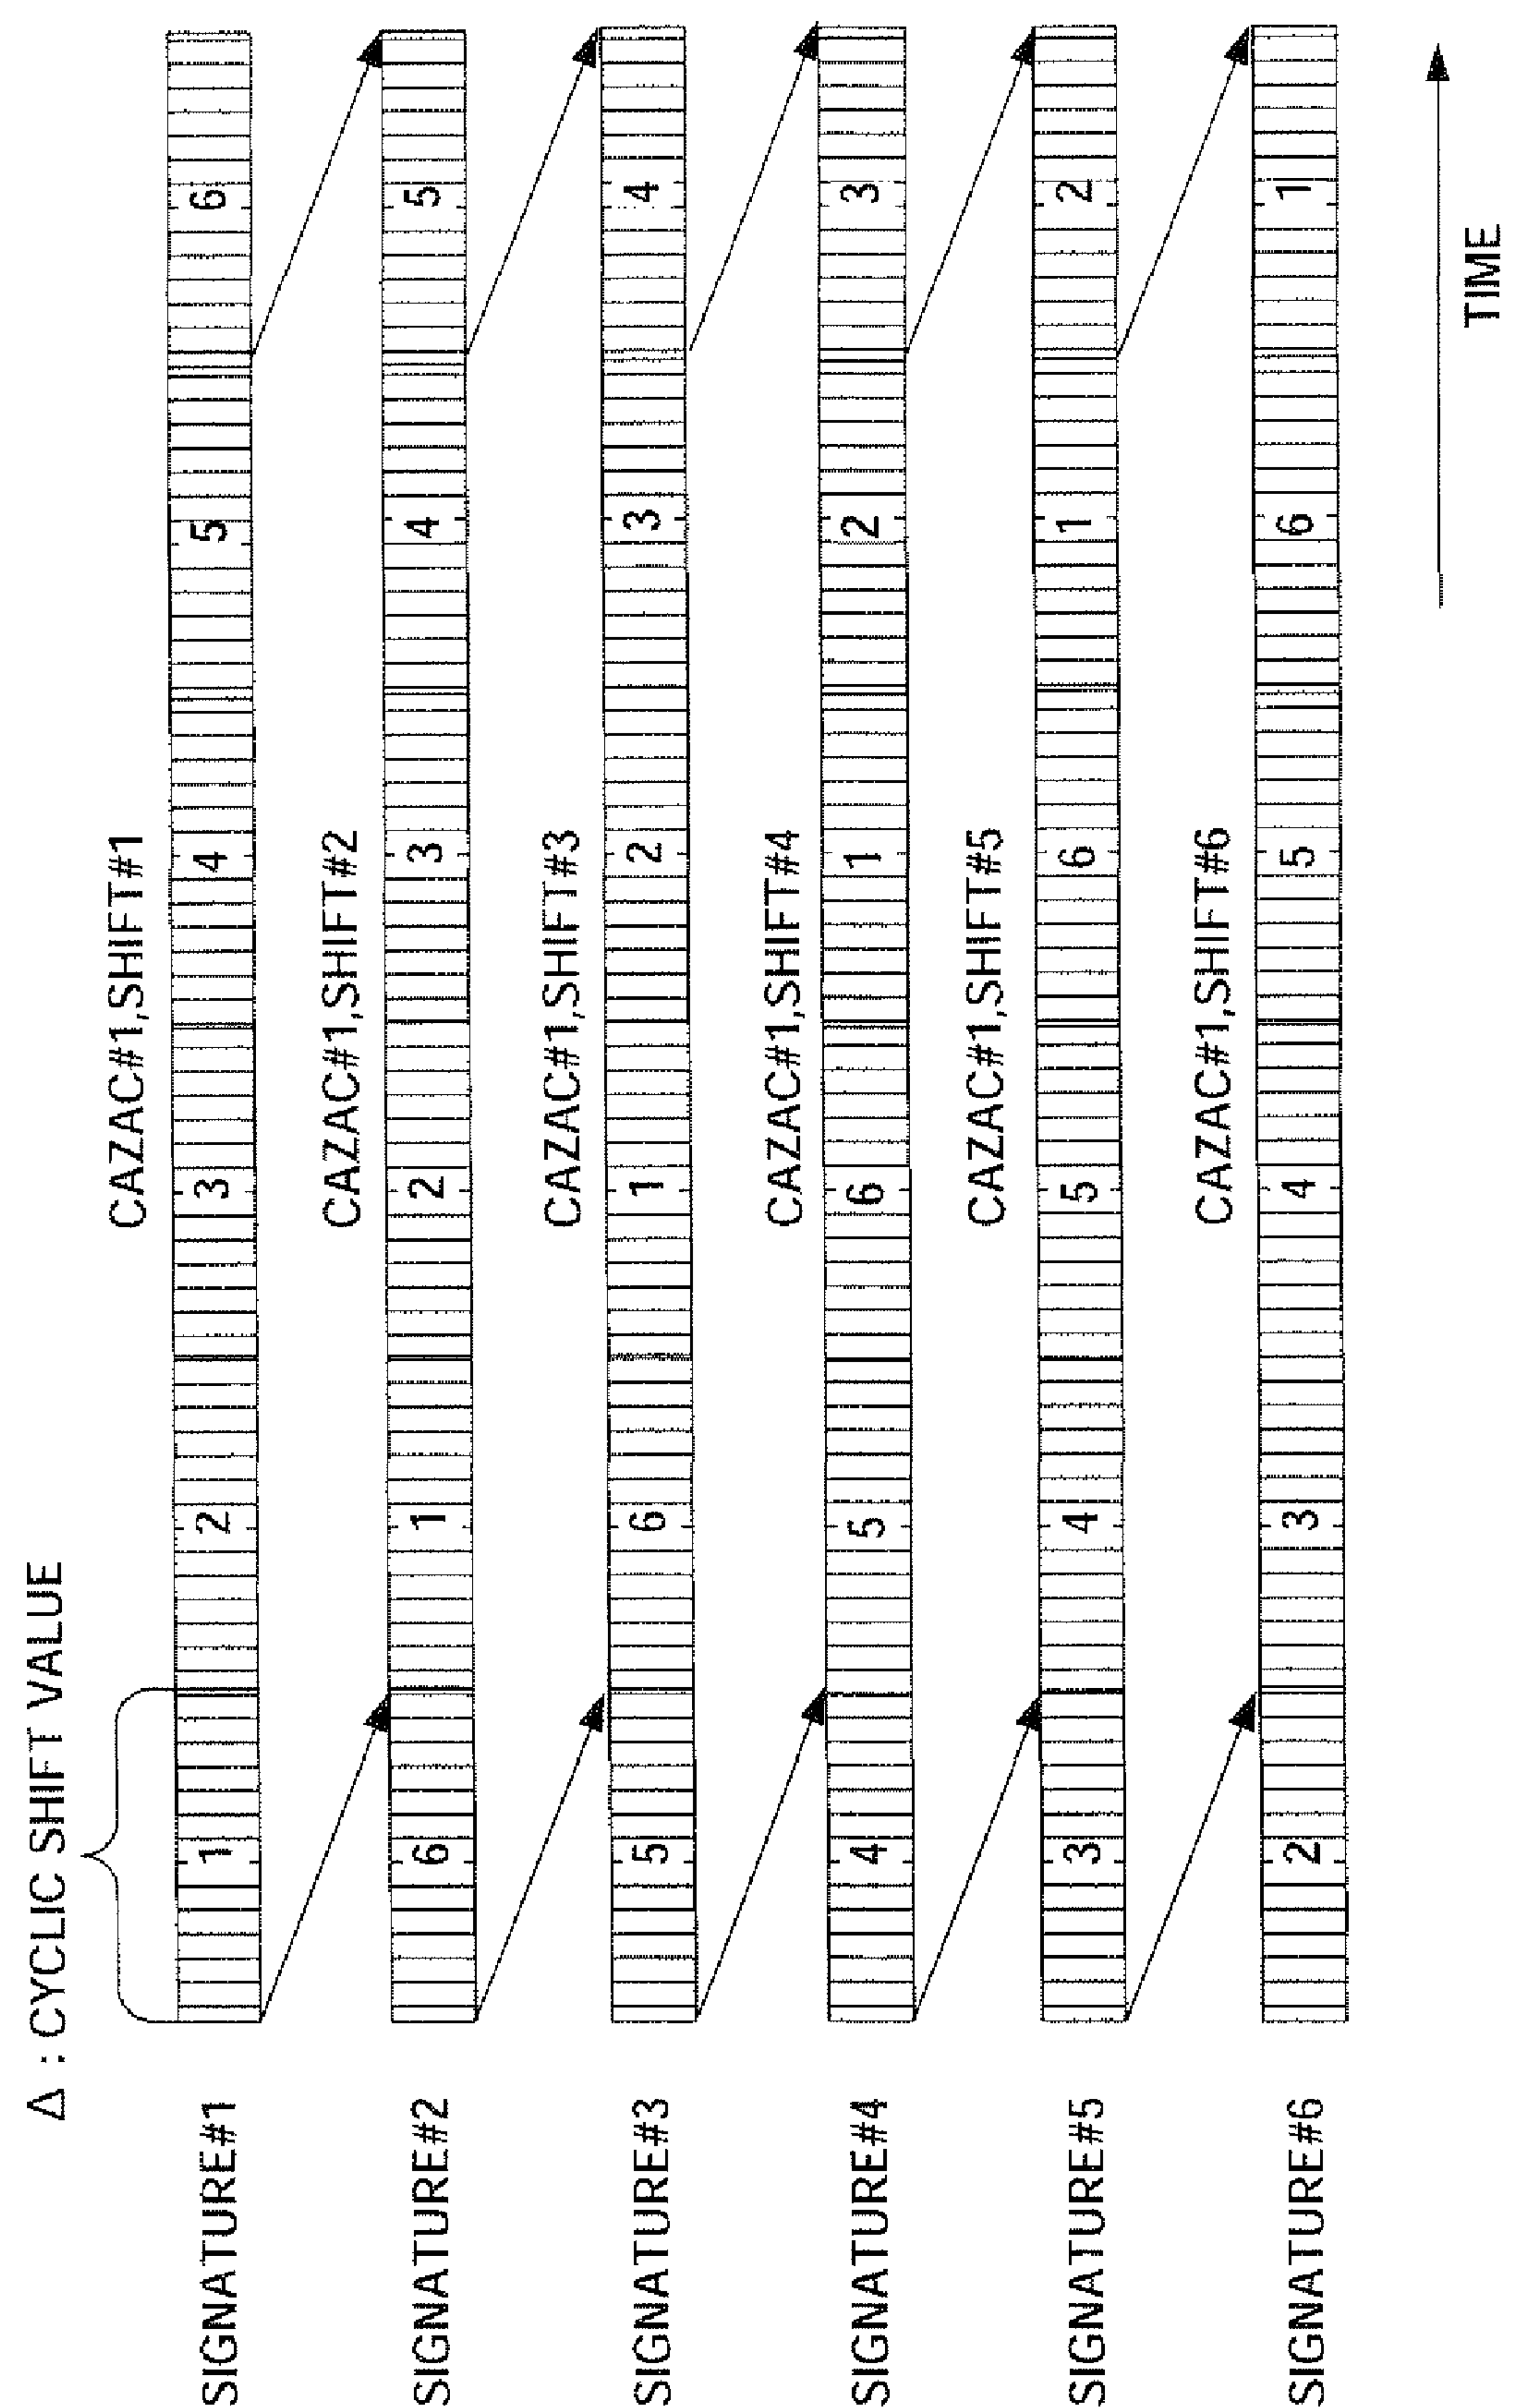 Δ : CYCLIC SHIFT VALUE
CAZAC#1,SHIFT#1
SIGNATURE#1 1 2 3 4 5 6
CAZAC#1,SHIFT#2
SIGNATURE#2 6 1 2 3 4 5
CAZAC#1,SHIFT#3
SIGNATURE#3 5 6 1 2 3 4
CAZAC#1,SHIFT#4
SIGNATURE#4 4 5 6 1 2 3
CAZAC#1,SHIFT#5
SIGNATURE#5 3 4 5 6 1 2
CAZAC#1,SHIFT#6
SIGNATURE#6 2 3 4 5 6 1
TIME